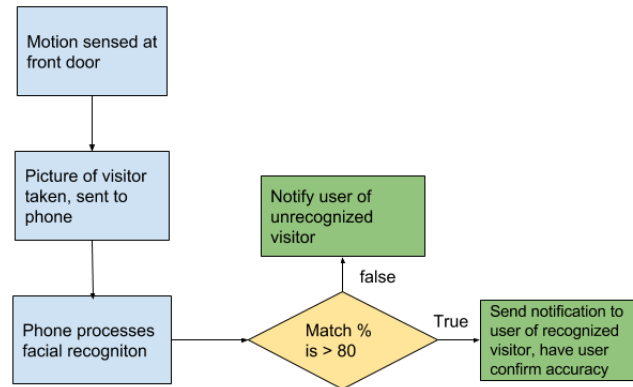 Motion sensed at
front door
Picture of visitor
taken, sent to
phone
Phone processes
facial recogniton
Match %
is > 80
false
Notify user of
unrecognized
visitor
True
Send notification to
user of recognized
visitor, have user
confirm accuracy